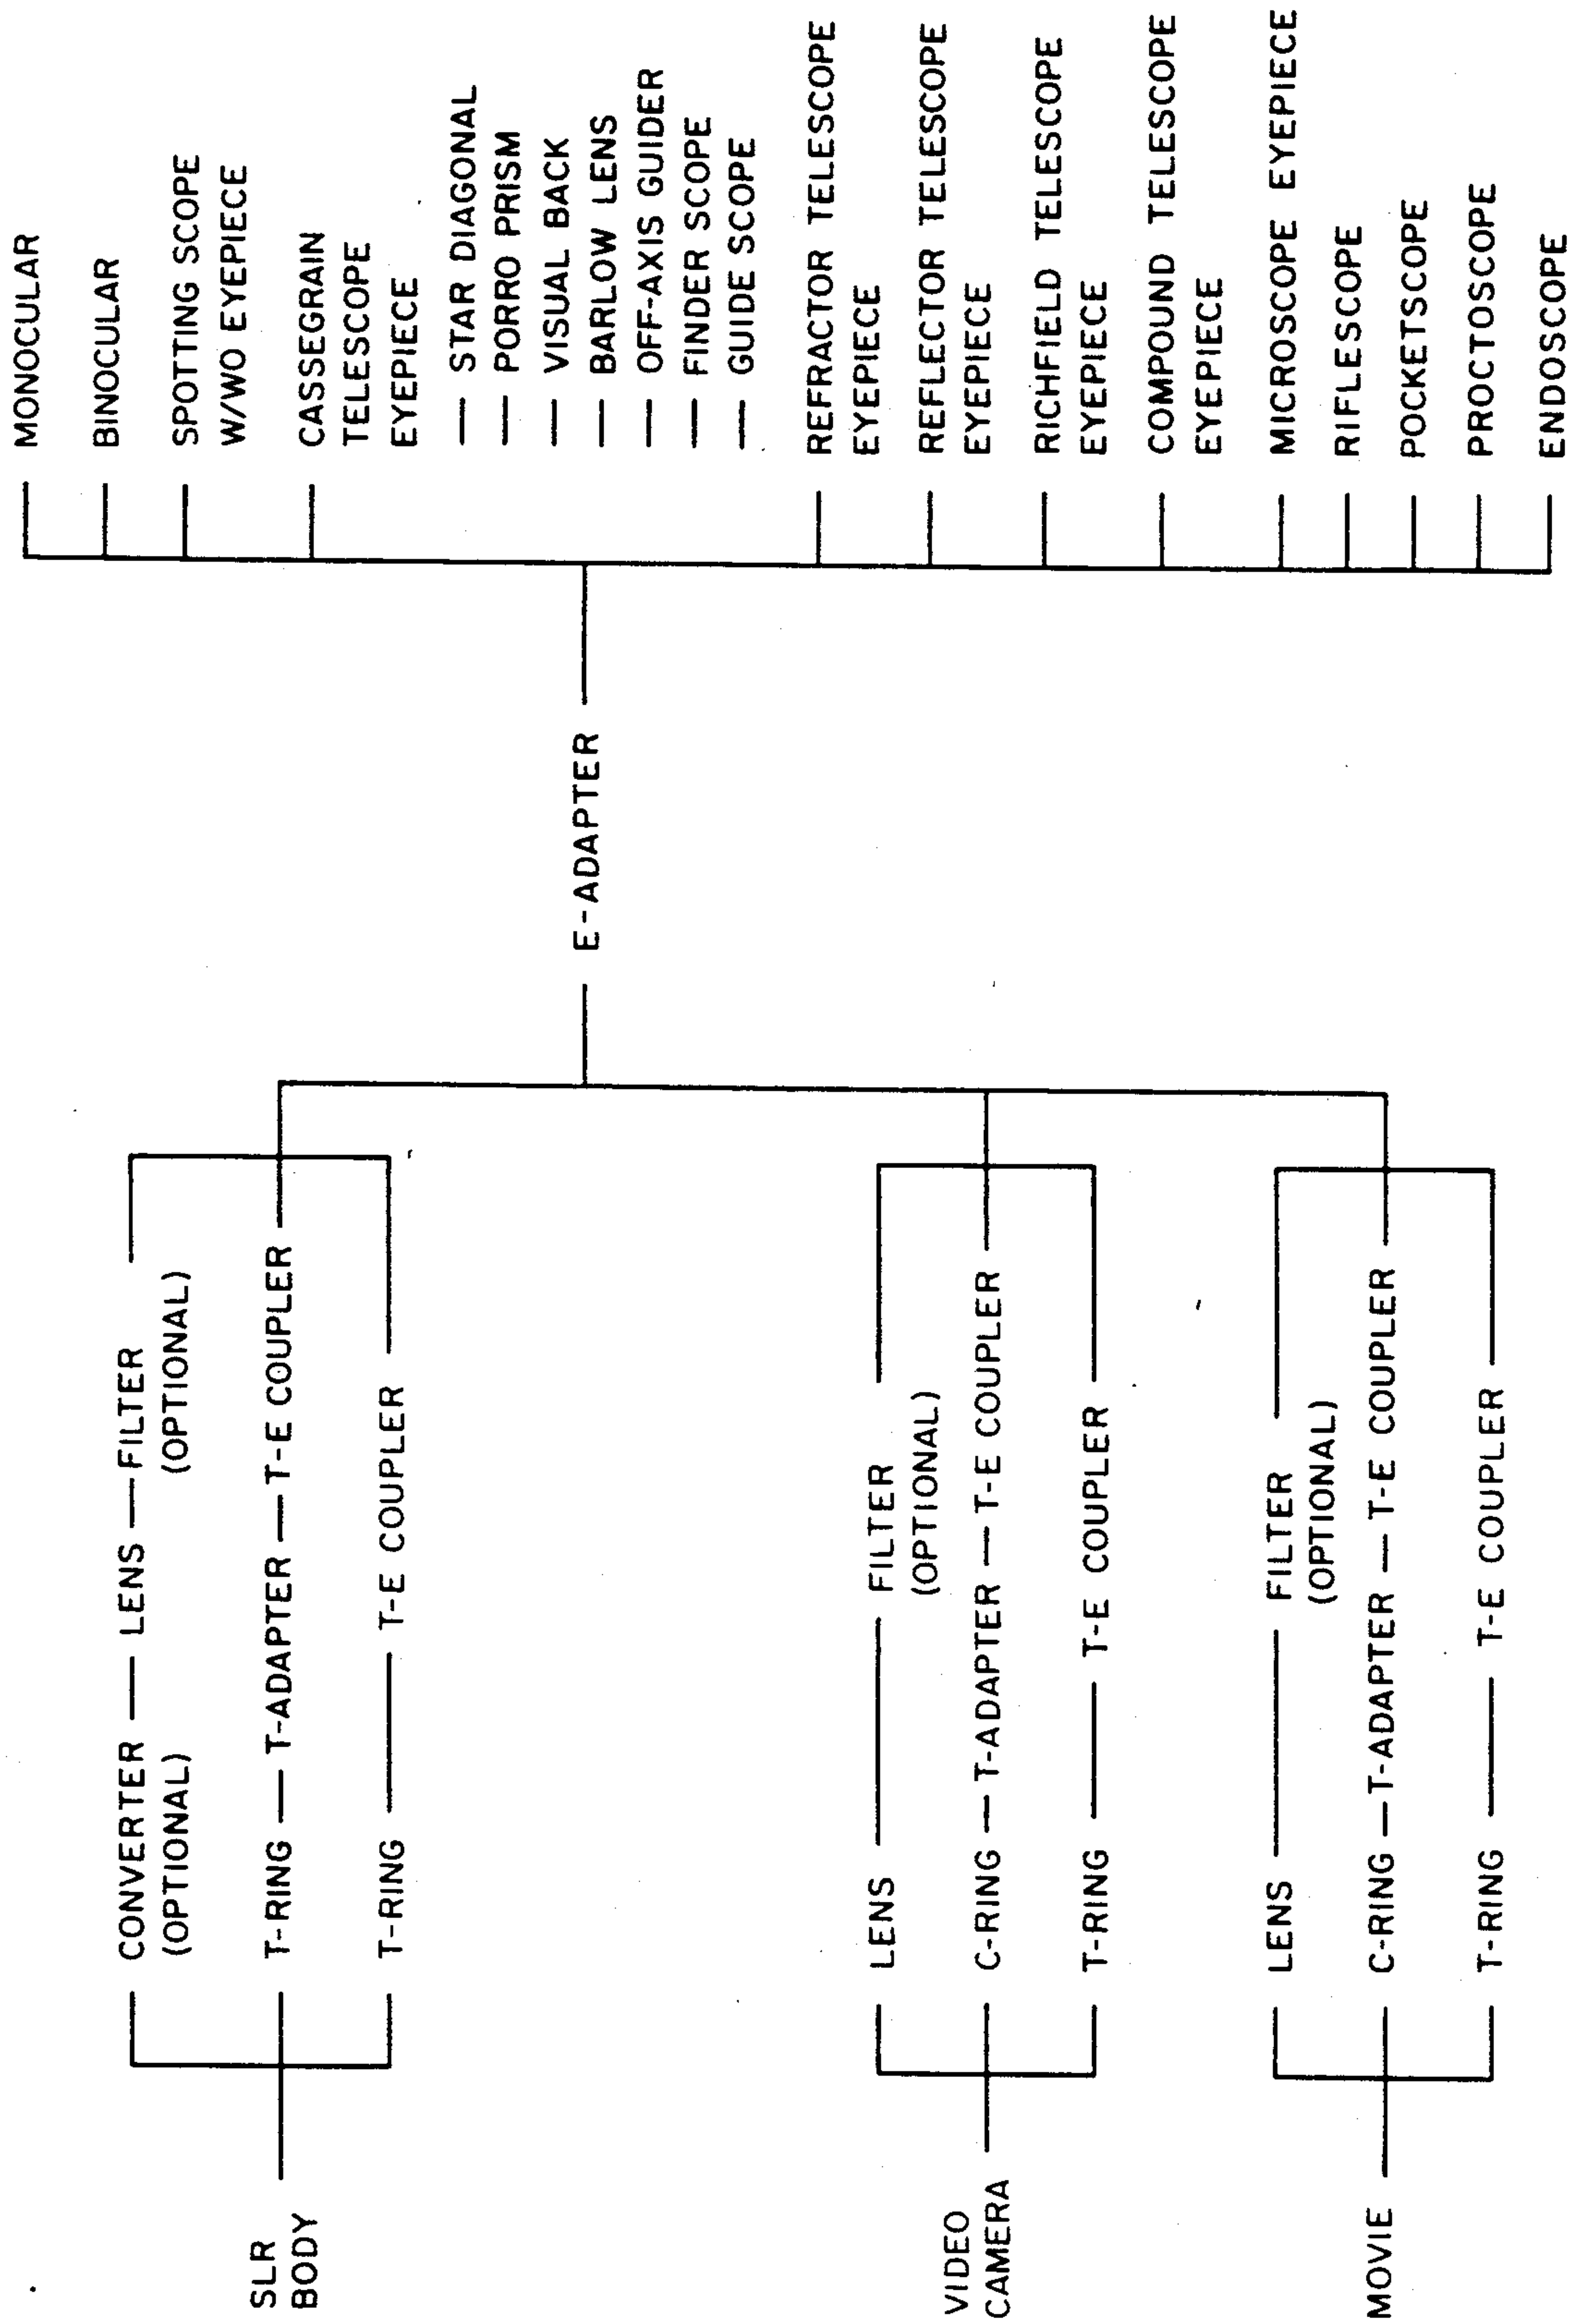 SLR
BODY
CONVERTER — LENS — FILTER
(OPTIONAL) (OPTIONAL)
T-RING — T-ADAPTER — T-E COUPLER
T-RING — T-E COUPLER
VIDEO
CAMERA
LENS — FILTER
(OPTIONAL)
C-RING — T-ADAPTER — T-E COUPLER
T-RING — T-E COUPLER
MOVIE
LENS — FILTER
(OPTIONAL)
C-RING — T-ADAPTER — T-E COUPLER
T-RING — T-E COUPLER
E-ADAPTER
MONOCULAR
BINOCULAR
SPOTTING SCOPE
W/WO EYEPIECE
CASSEGRAIN
TELESCOPE
EYEPIECE
— STAR DIAGONAL
— PORRO PRISM
— VISUAL BACK
— BARLOW LENS
— OFF-AXIS GUIDER
— FINDER SCOPE
— GUIDE SCOPE
REFRACTOR TELESCOPE
EYEPIECE
REFLECTOR TELESCOPE
EYEPIECE
RICHFIELD TELESCOPE
EYEPIECE
COMPOUND TELESCOPE
EYEPIECE
MICROSCOPE EYEPIECE
RIFLESCOPE
POCKETSCOPE
PROCTOSCOPE
ENDOSCOPE